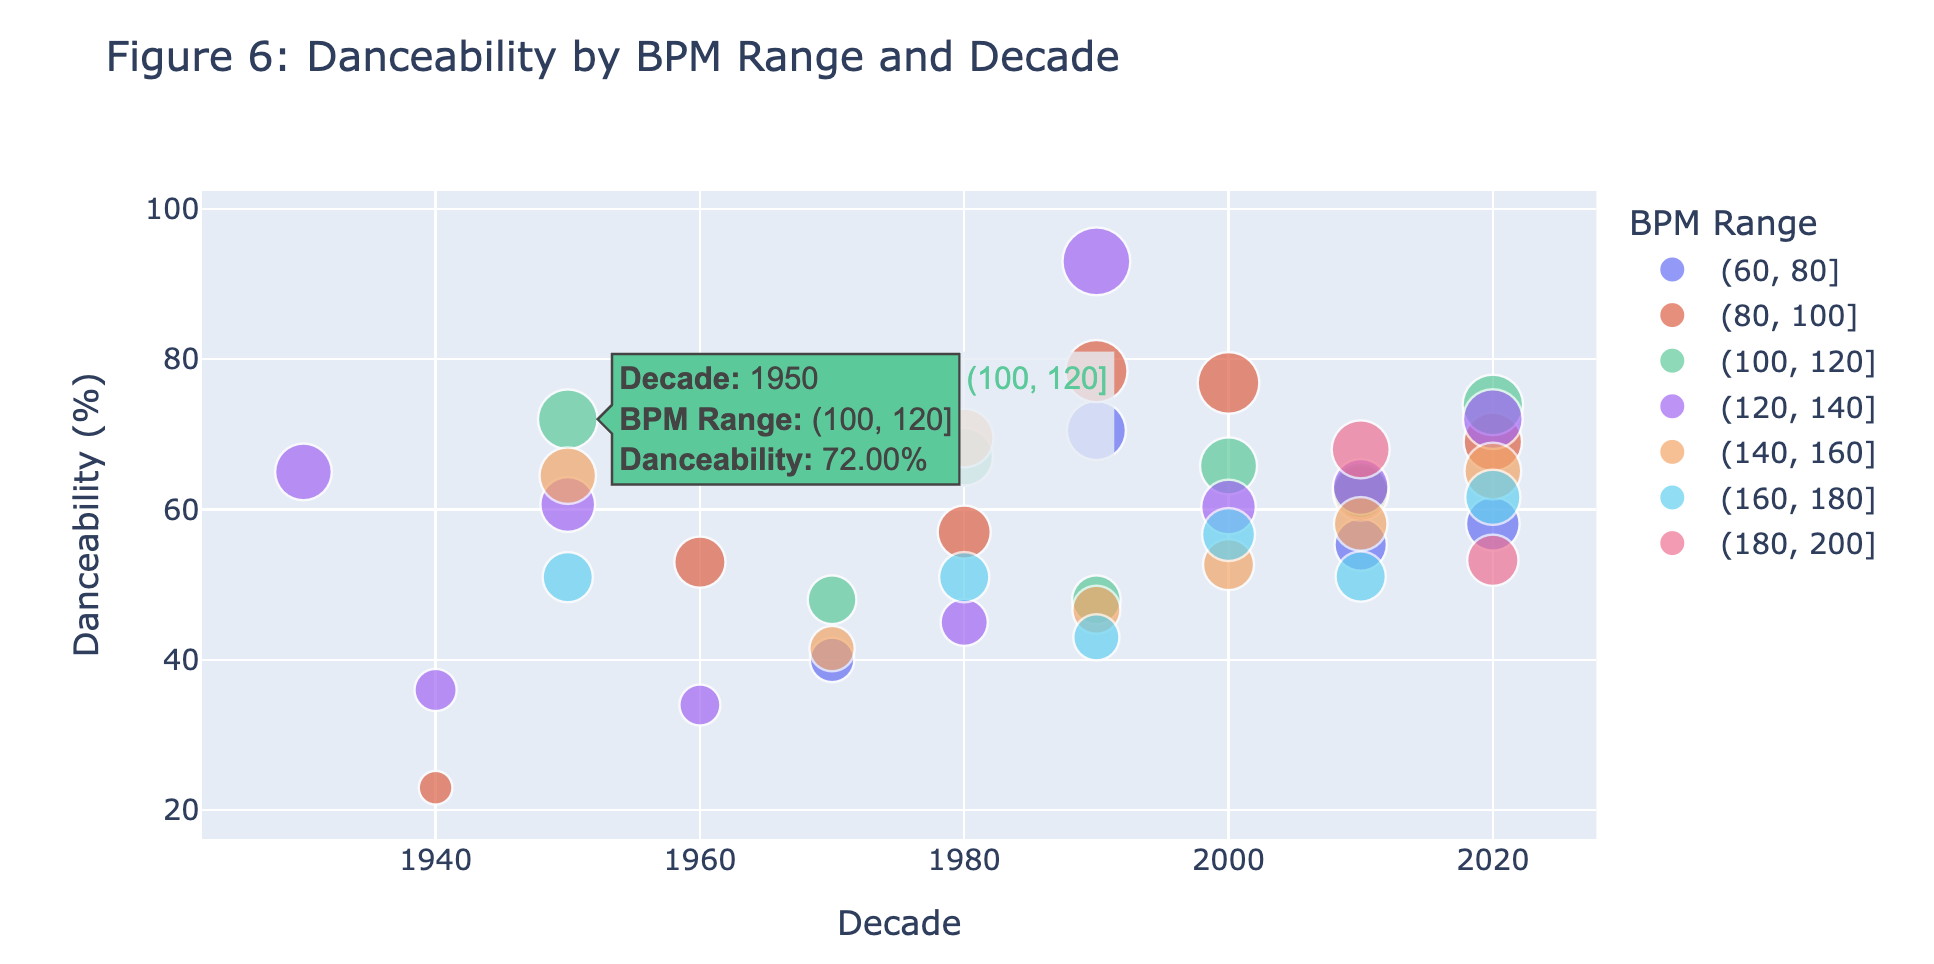 Figure 6: Danceability by BPM Range and Decade
100
80
60
40
20
Danceability (%)
Decade: 1950
BPM Range: (100, 120]
Danceability: 72.00%
(100, 120]
1940
1960
1980
2000
2020
Decade
BPM Range
(60, 80]
(80, 100]
(100, 120]
(120, 140]
(140, 160]
(160, 180]
(180, 200]